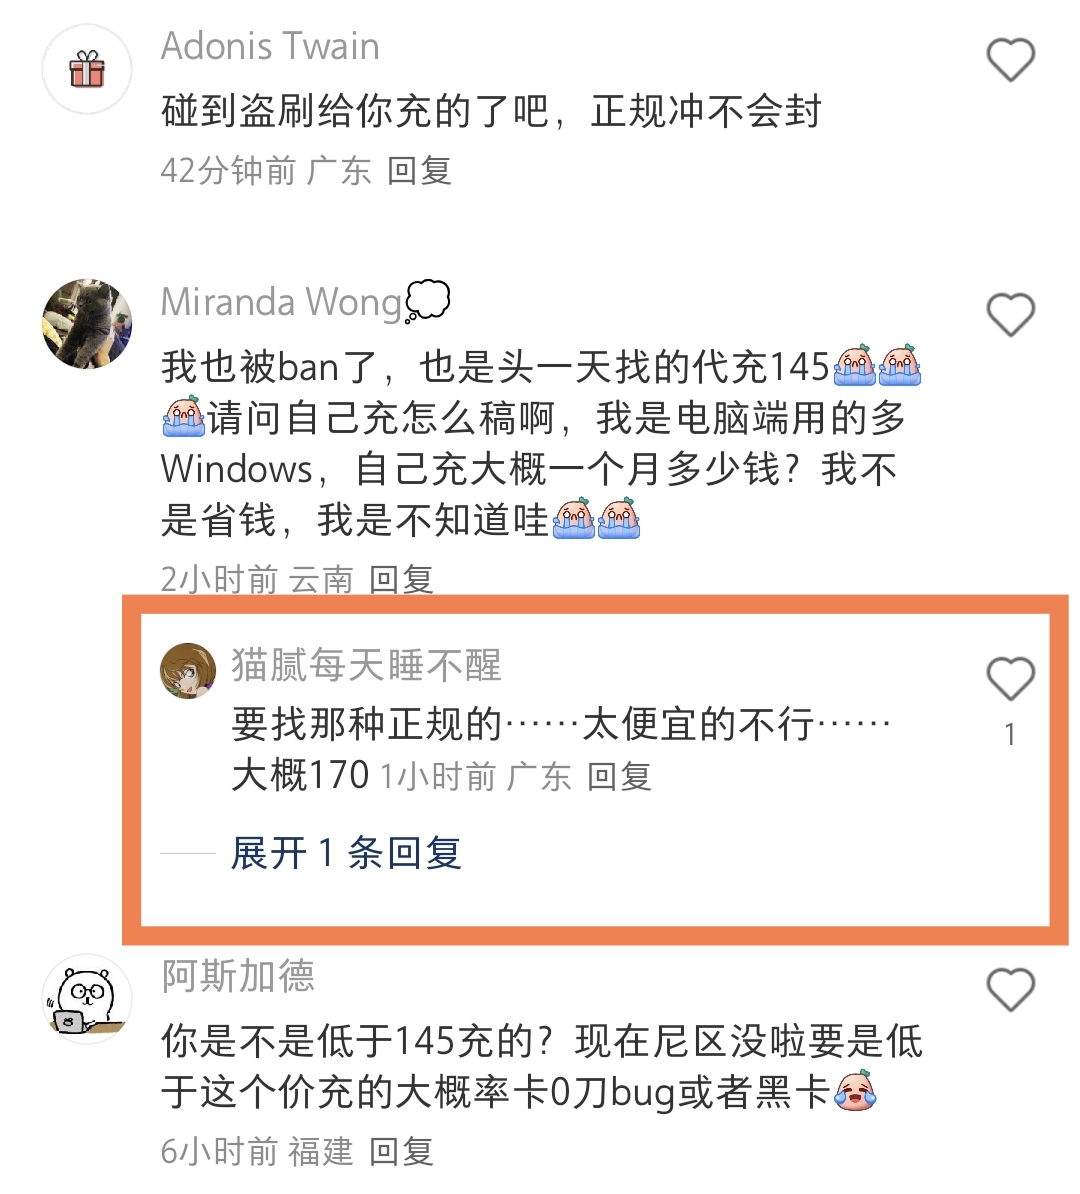 Adonis Twain
碰到盗刷给你充的了吧，正规冲不会封
42分钟前 广东 回复
Miranda Wong
我也被ban了，也是头一天找的代充145
请问自己充怎么稿啊，我是电脑端用的多
Windows，自己充大概一个月多少钱？我不
是省钱，我是不知道哇
2小时前 云南 回复
猫腻每天睡不醒
要找那种正规的……太便宜的不行……
1
大概170 1小时前 广东 回复
展开 1 条回复
阿斯加德
你是不是低于145充的？现在尼区没啦要是低
于这个价充的大概率卡0刀bug或者黑卡
6小时前 福建 回复